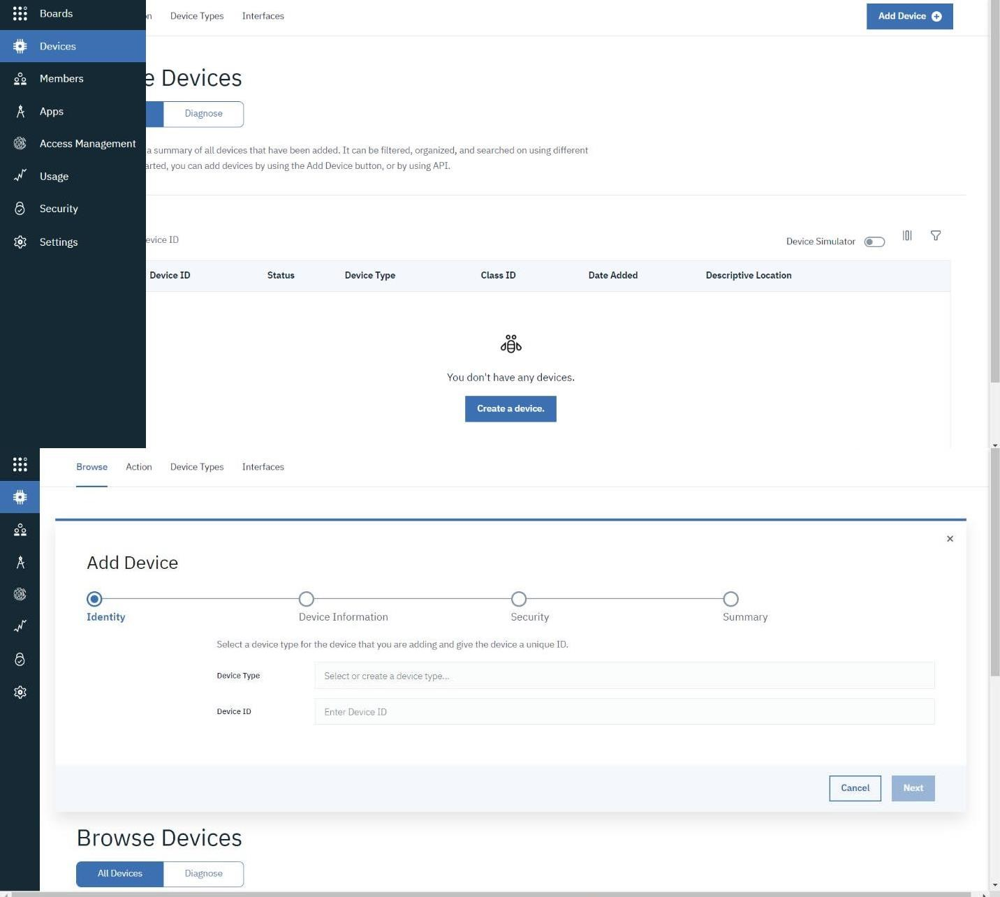 Boards
on
Device Types
Interfaces
Add Device
Devices
Members
e Devices
Apps
Diagnose
Access Management
a summary of all devices that have been added. It can be filtered, organized, and searched on using different
arted, you can add devices by using the Add Device button, or by using API.
Usage
Security
Settings
evice ID
Device Simulator
Device ID
Status
Device Type
Class ID
Date Added
Descriptive Location
You don't have any devices.
Create a device.
Browse
Action
Device Types
Interfaces
Add Device
Identity
Device Information
Security
Summary
Select a device type for the device that you are adding and give the device a unique ID.
Device Type
Select or create a device type...
Device ID
Enter Device ID
Cancel
Next
Browse Devices
All Devices
Diagnose